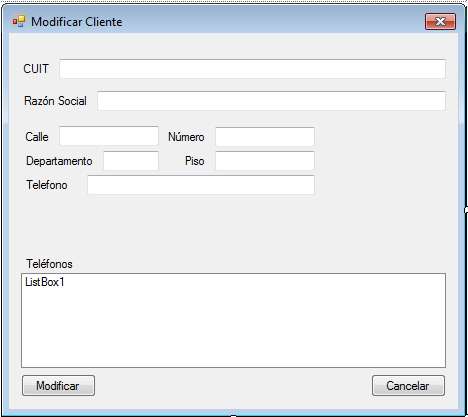 Modificar Cliente
CUIT
Razón Social
Calle Número
Departamento Piso
Telefono
Teléfonos
ListBox1
Modificar Cancelar